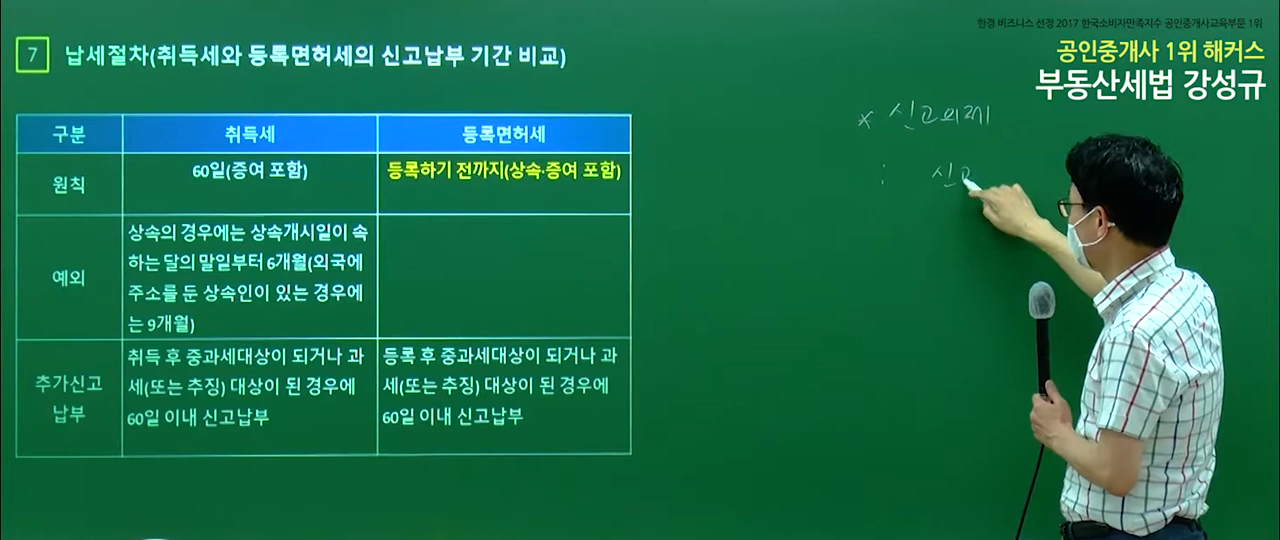 한경 비즈니스 선정 2017 한국소비자만족지수 공인중개사교육부문 1위
공인중개사 1위 해커스
부동산세법 강성규
7 납세절차(취득세와 등록면허세의 신고납부 기간 비교)
구분 취득세 등록면허세
원칙 60일(증여 포함) 등록하기 전까지(상속·증여 포함)
예외
상속의 경우에는 상속개시일이 속
하는 달의 말일부터 6개월(외국에
주소를 둔 상속인이 있는 경우에
는 9개월)
추가신고
납부
취득 후 중과세대상이 되거나 과
세(또는 추징) 대상이 된 경우에
60일 이내 신고납부
등록 후 중과세대상이 되거나 과
세(또는 추징) 대상이 된 경우에
60일 이내 신고납부
* 신고의제
: 신고